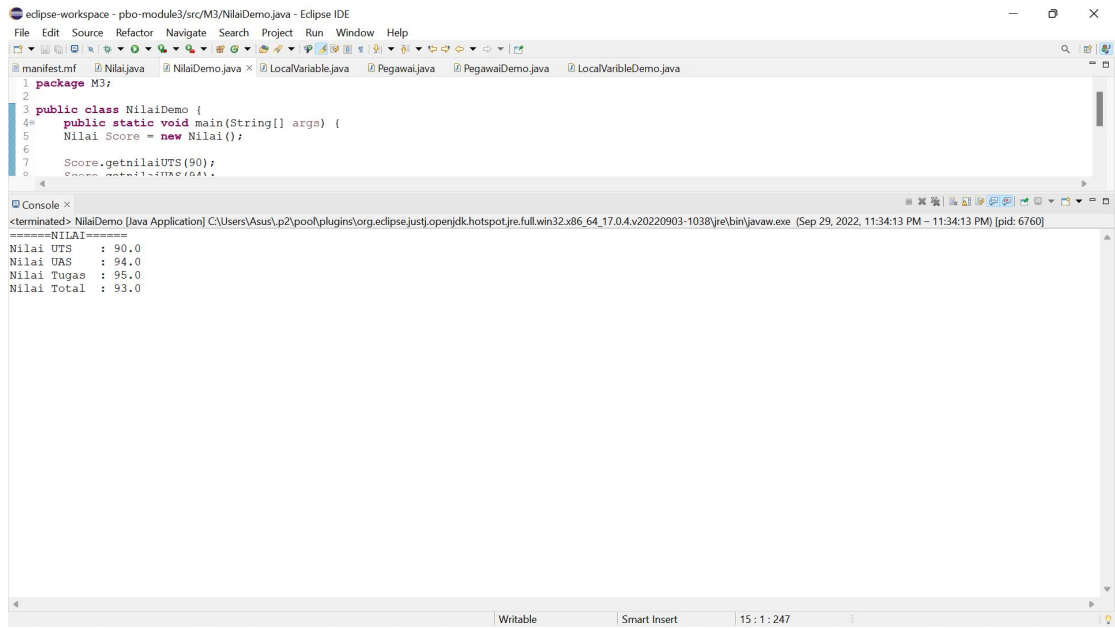 eclipse-workspace - pbo-module3/src/M3/NilaiDemo.java - Eclipse IDE
File Edit Source Refactor Navigate Search Project Run Window Help
manifest.mf Nilai.java NilaiDemo.java LocalVariable.java Pegawai.java PegawaiDemo.java LocalVaribleDemo.java
1 package M3;
2
3 public class NilaiDemo {
4 public static void main(String[] args) {
5 Nilai Score = new Nilai();
6
7 Score.getnilaiUTS(90);
8 Score.getnilaiUAS(94);
Console
<terminated> NilaiDemo [Java Application] C:\Users\Asus\.p2\pool\plugins\org.eclipse.justj.openjdk.hotspot.jre.full.win32.x86_64_17.0.4.v20220903-1038\jre\bin\javaw.exe (Sep 29, 2022, 11:34:13 PM – 11:34:13 PM) [pid: 6760]
======NILAI======
Nilai UTS : 90.0
Nilai UAS : 94.0
Nilai Tugas : 95.0
Nilai Total : 93.0
Writable Smart Insert 15 : 1 : 247